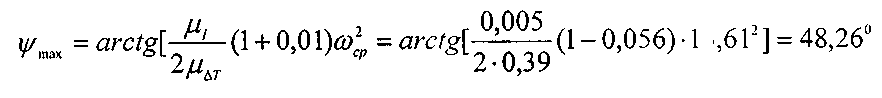 ψ_max = arctg[μ_I / 2μ_ΔT (1+0,01)ω²_cp = arctg[0,005 / 2·0,39 (1−0,056)·1 ,61²] = 48,26⁰